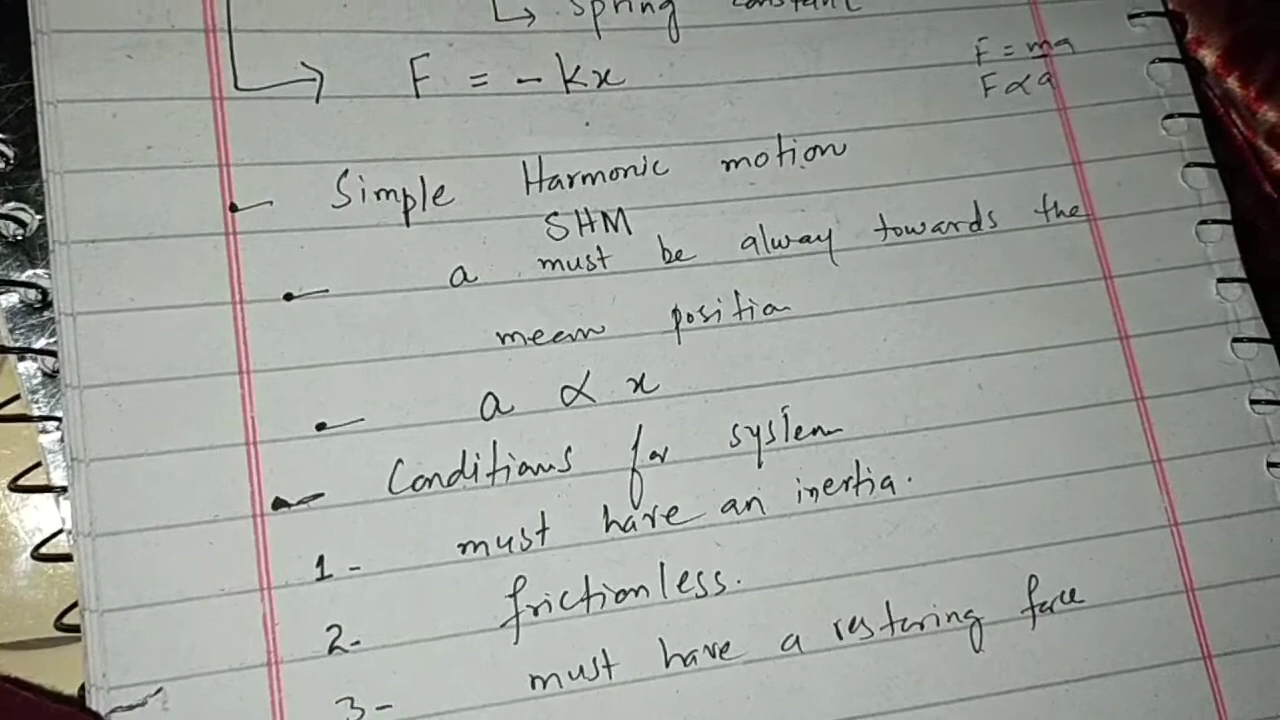 ↳ spring constant
F = - kx
F = ma
F ∝ a
Simple Harmonic motion
SHM
a must be alway towards the
mean position
a ∝ x
Conditions for system
1- must have an inertia.
2- frictionless.
3- must have a restoring force